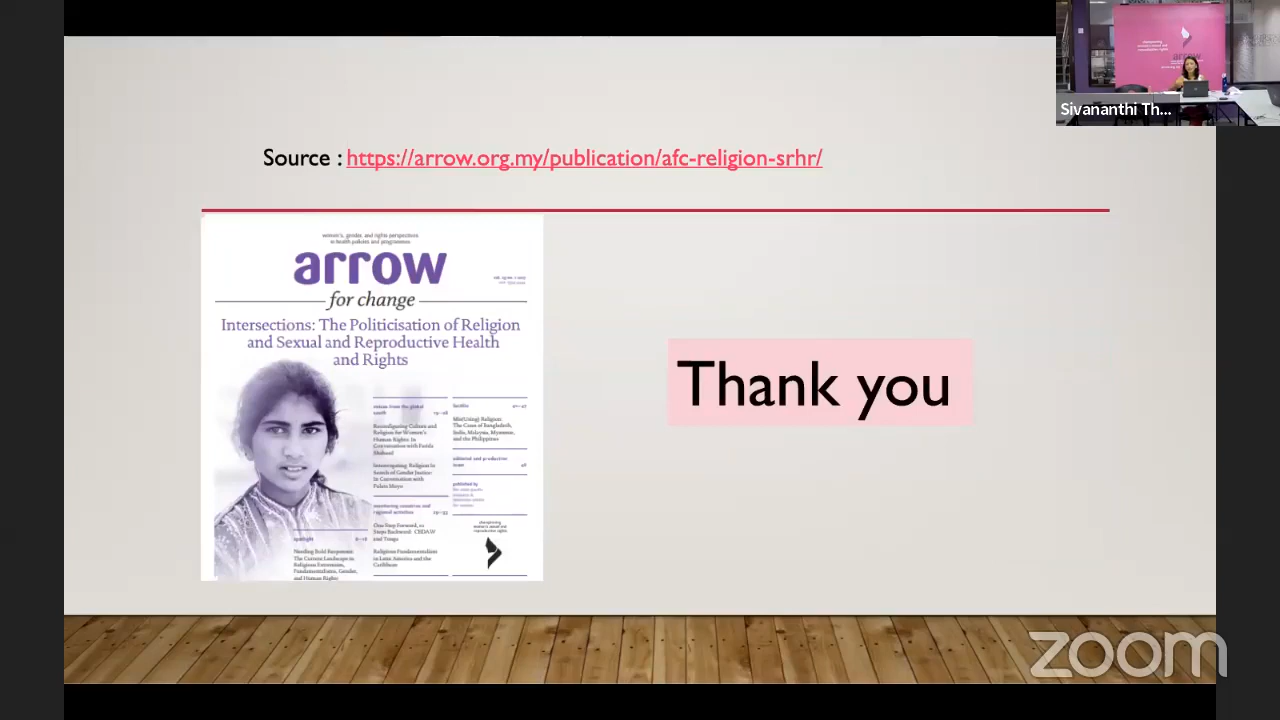 Source : https://arrow.org.my/publication/afc-religion-srhr/
Sivananthi Th...
women's, gender, and rights perspectives
in health policies and programmes
arrow
for change
Intersections: The Politicisation of Religion
and Sexual and Reproductive Health
and Rights
voices from the global
south
Reconfiguring Culture and
Religion for Women's
Human Rights: In
Conversation with Farida
Shaheed
Interrogating Religion in
Search of Gender Justice:
In Conversation with
monitoring countries and
regional activities
One Step Forward,
Steps Backward: CEDAW
and Tonga
Religious Fundamentalism
in Latin America and the
Caribbean
spotlight
Needing Bold Responses:
The Current Landscape in
Religious Extremism,
Fundamentalisms, Gender,
and Human Rights
factfile
Mis(Using) Religion:
The Cases of Bangladesh,
India, Malaysia, Myanmar,
and the Philippines
editorial and production
team
published by
championing
women's sexual and
reproductive rights
Thank you
arrow
zoom